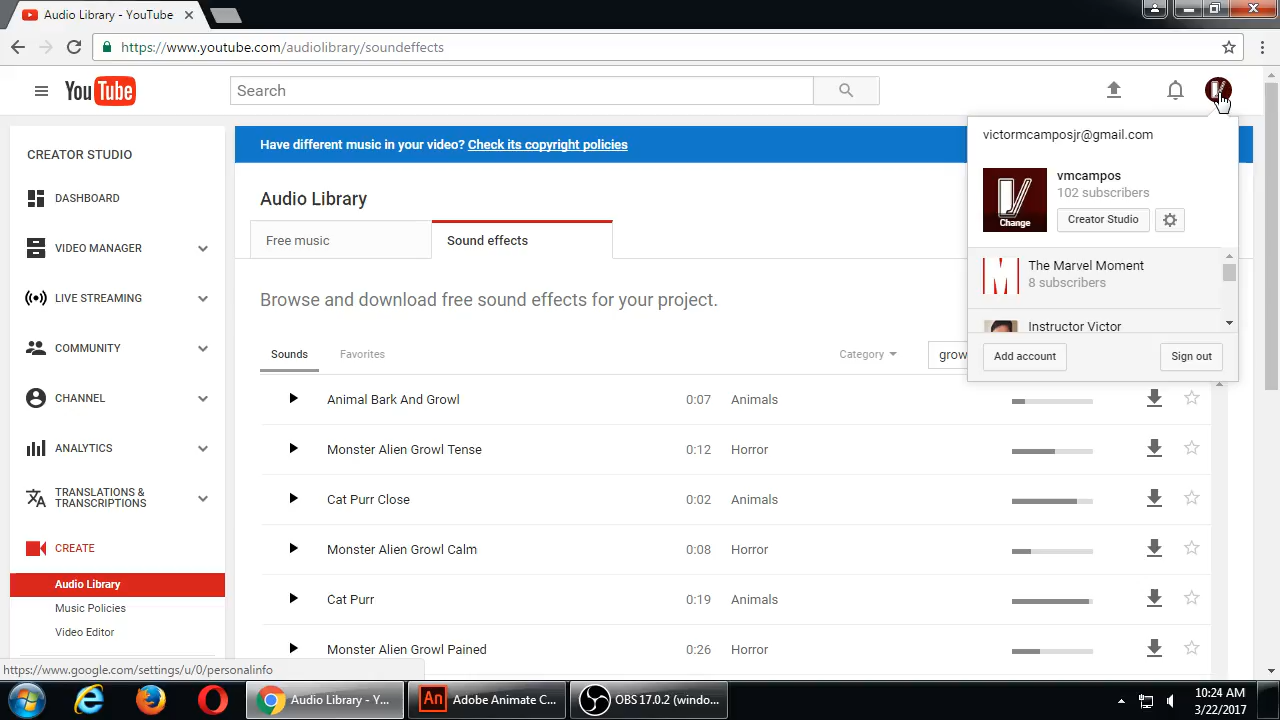 Audio Library - YouTube
https://www.youtube.com/audiolibrary/soundeffects
YouTube
Search
victormcamposjr@gmail.com
vmcampos
102 subscribers
Change
Creator Studio
The Marvel Moment
8 subscribers
Instructor Victor
Add account
Sign out
CREATOR STUDIO
DASHBOARD
VIDEO MANAGER
LIVE STREAMING
COMMUNITY
CHANNEL
ANALYTICS
TRANSLATIONS &
TRANSCRIPTIONS
CREATE
Audio Library
Music Policies
Video Editor
Have different music in your video? Check its copyright policies
Audio Library
Free music
Sound effects
Browse and download free sound effects for your project.
Sounds Favorites Category grow
Animal Bark And Growl 0:07 Animals
Monster Alien Growl Tense 0:12 Horror
Cat Purr Close 0:02 Animals
Monster Alien Growl Calm 0:08 Horror
Cat Purr 0:19 Animals
Monster Alien Growl Pained 0:26 Horror
https://www.google.com/settings/u/0/personalinfo
Audio Library - Y...
An Adobe Animate C...
OBS 17.0.2 (windo...
10:24 AM
3/22/2017